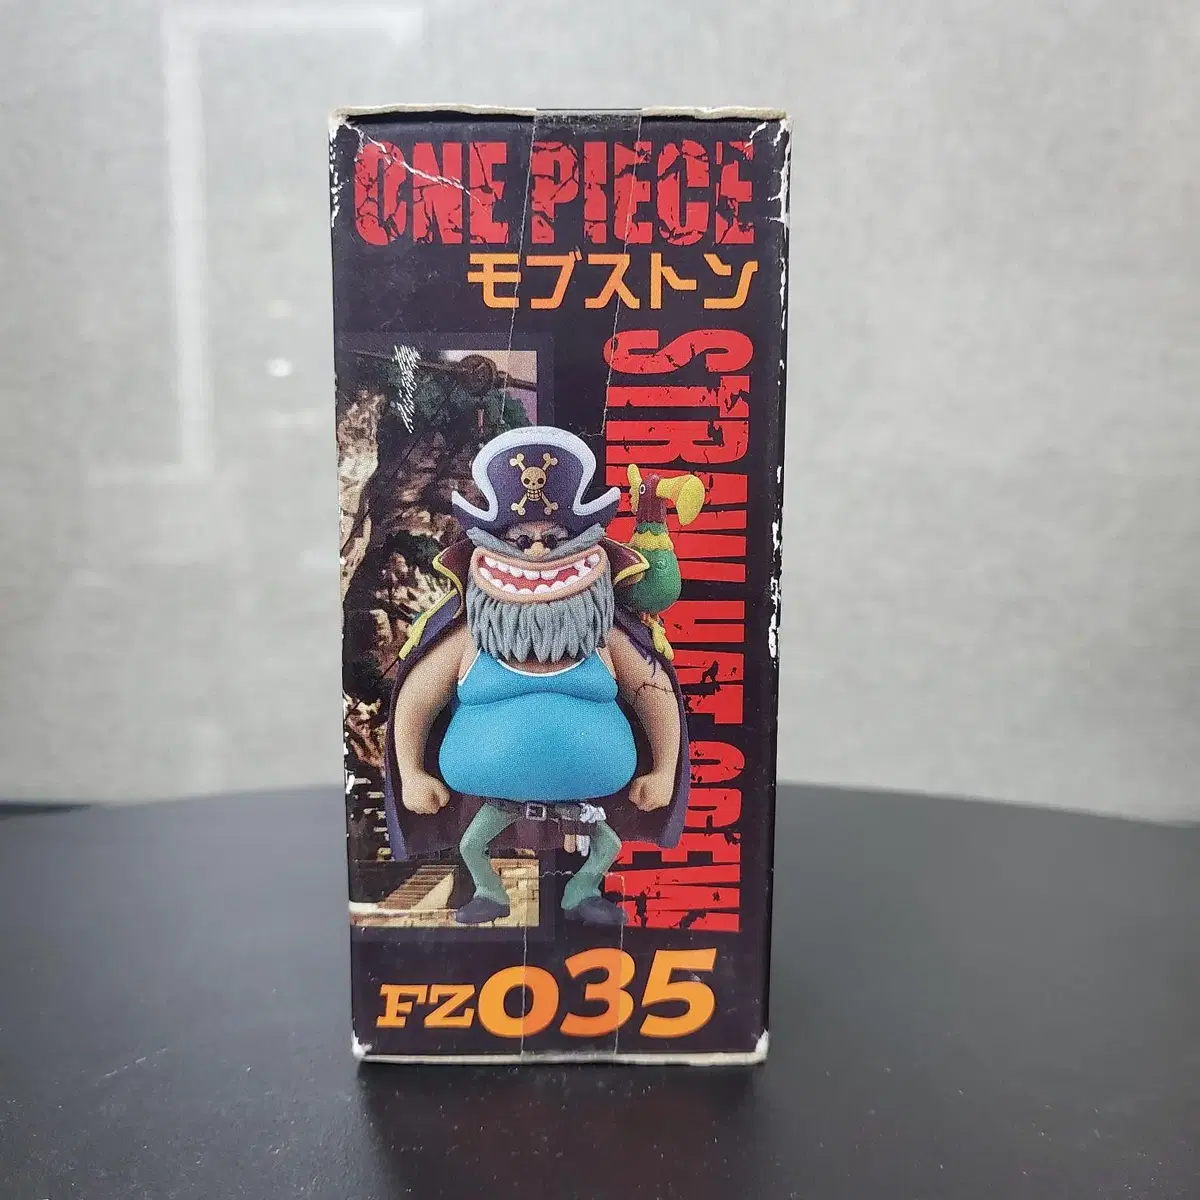 ONE PIECE
モブストン
STRAW HAT CREW
FZ035